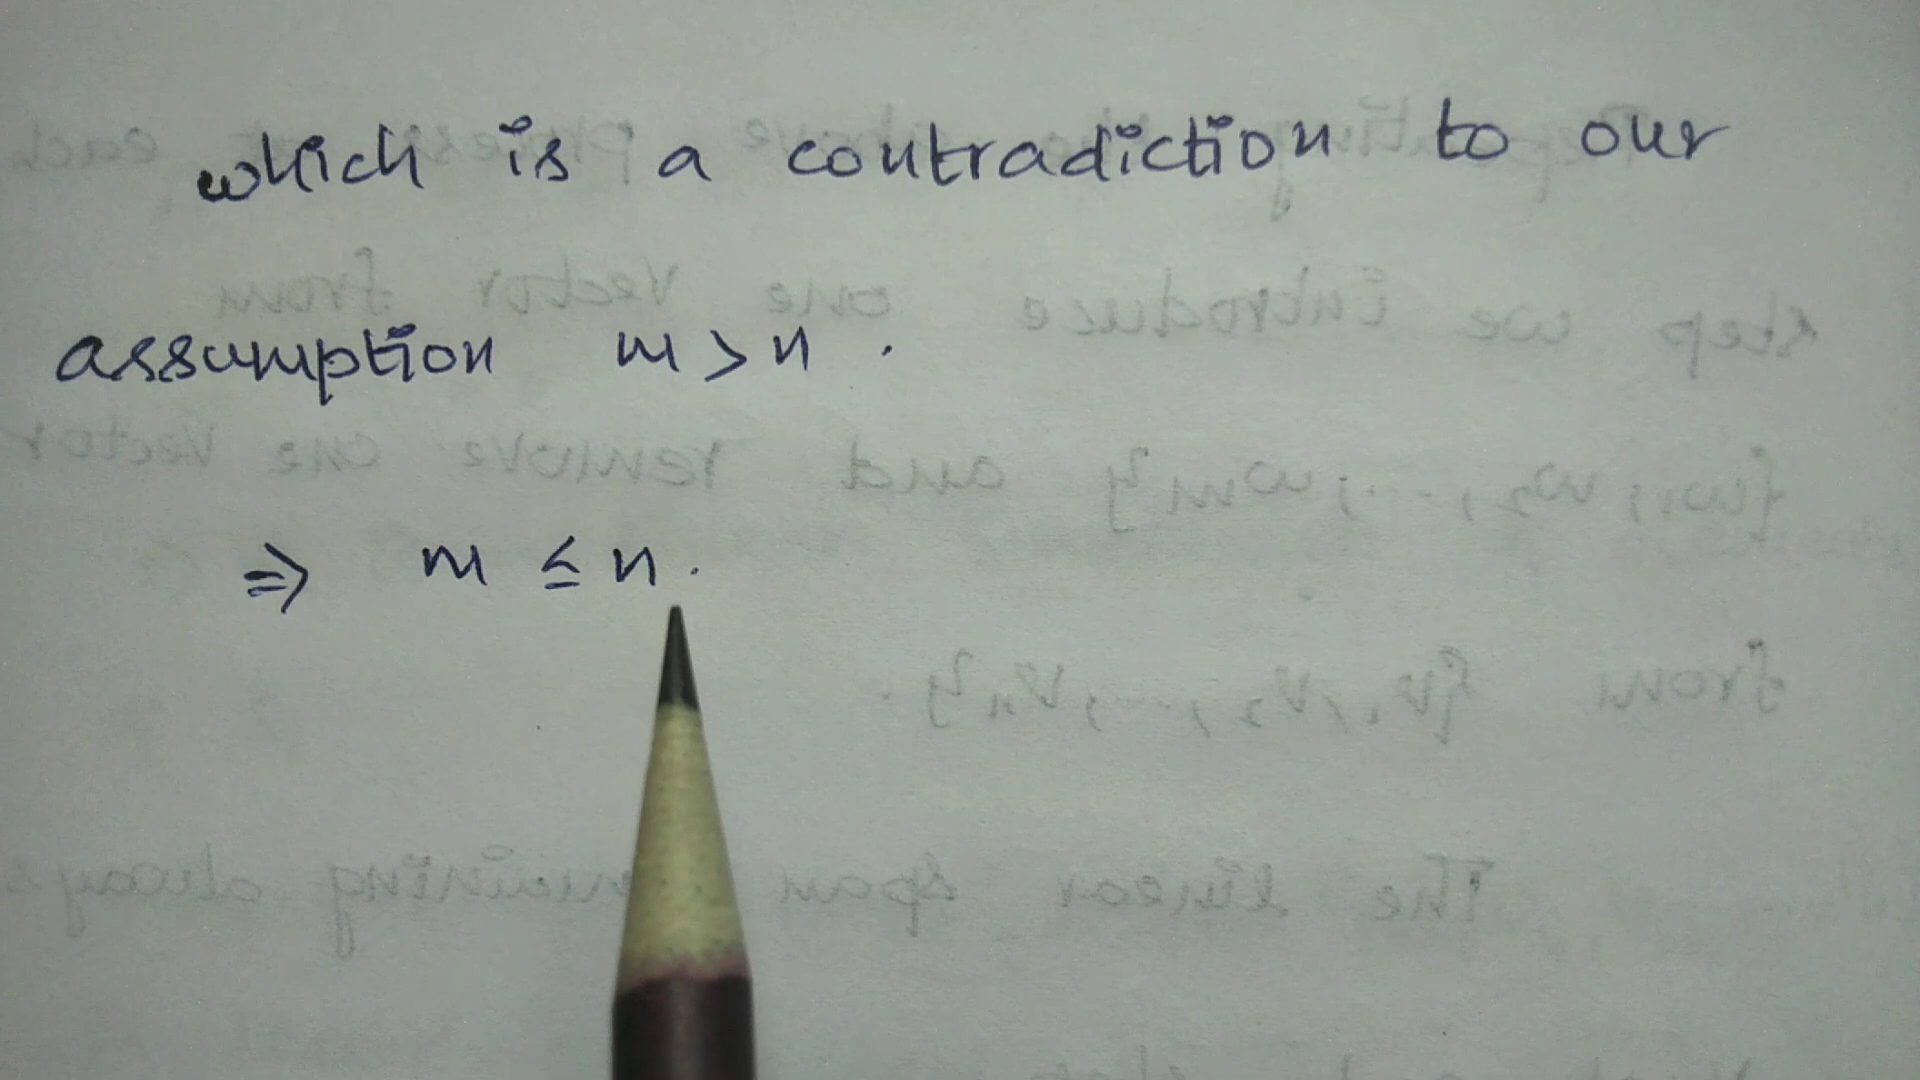 which is a contradiction to our
assumption m > n .
⇒ m ≤ n .